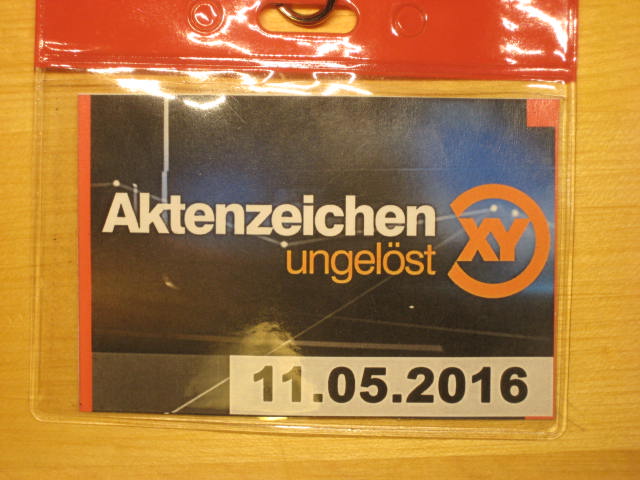 Aktenzeichen
XY
ungelöst
11.05.2016